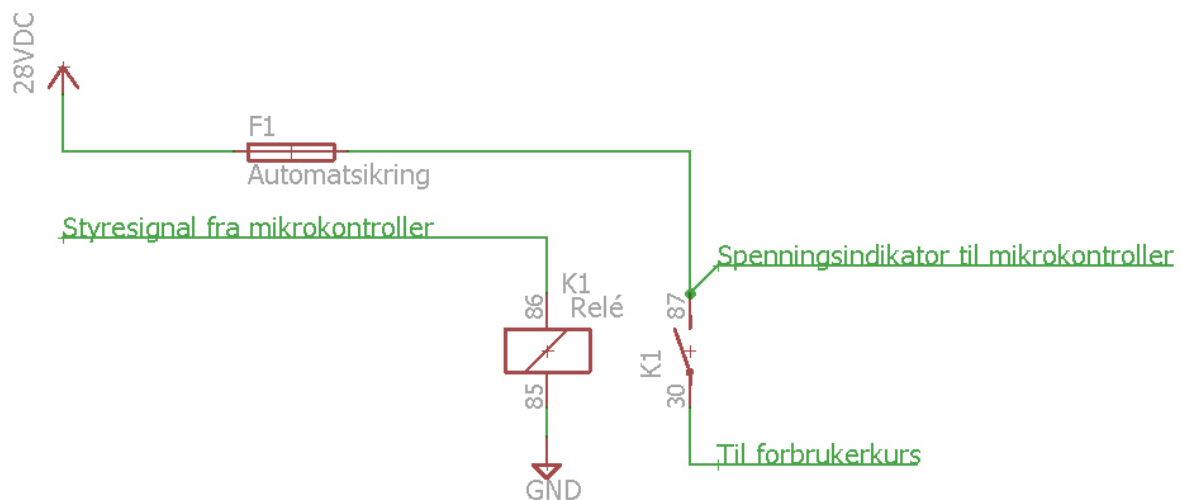 28VDC
F1
Automatsikring
Styresignal fra mikrokontroller
Spenningsindikator til mikrokontroller
K1
Relé
86
87
K1
85
30
Til forbrukerkurs
GND